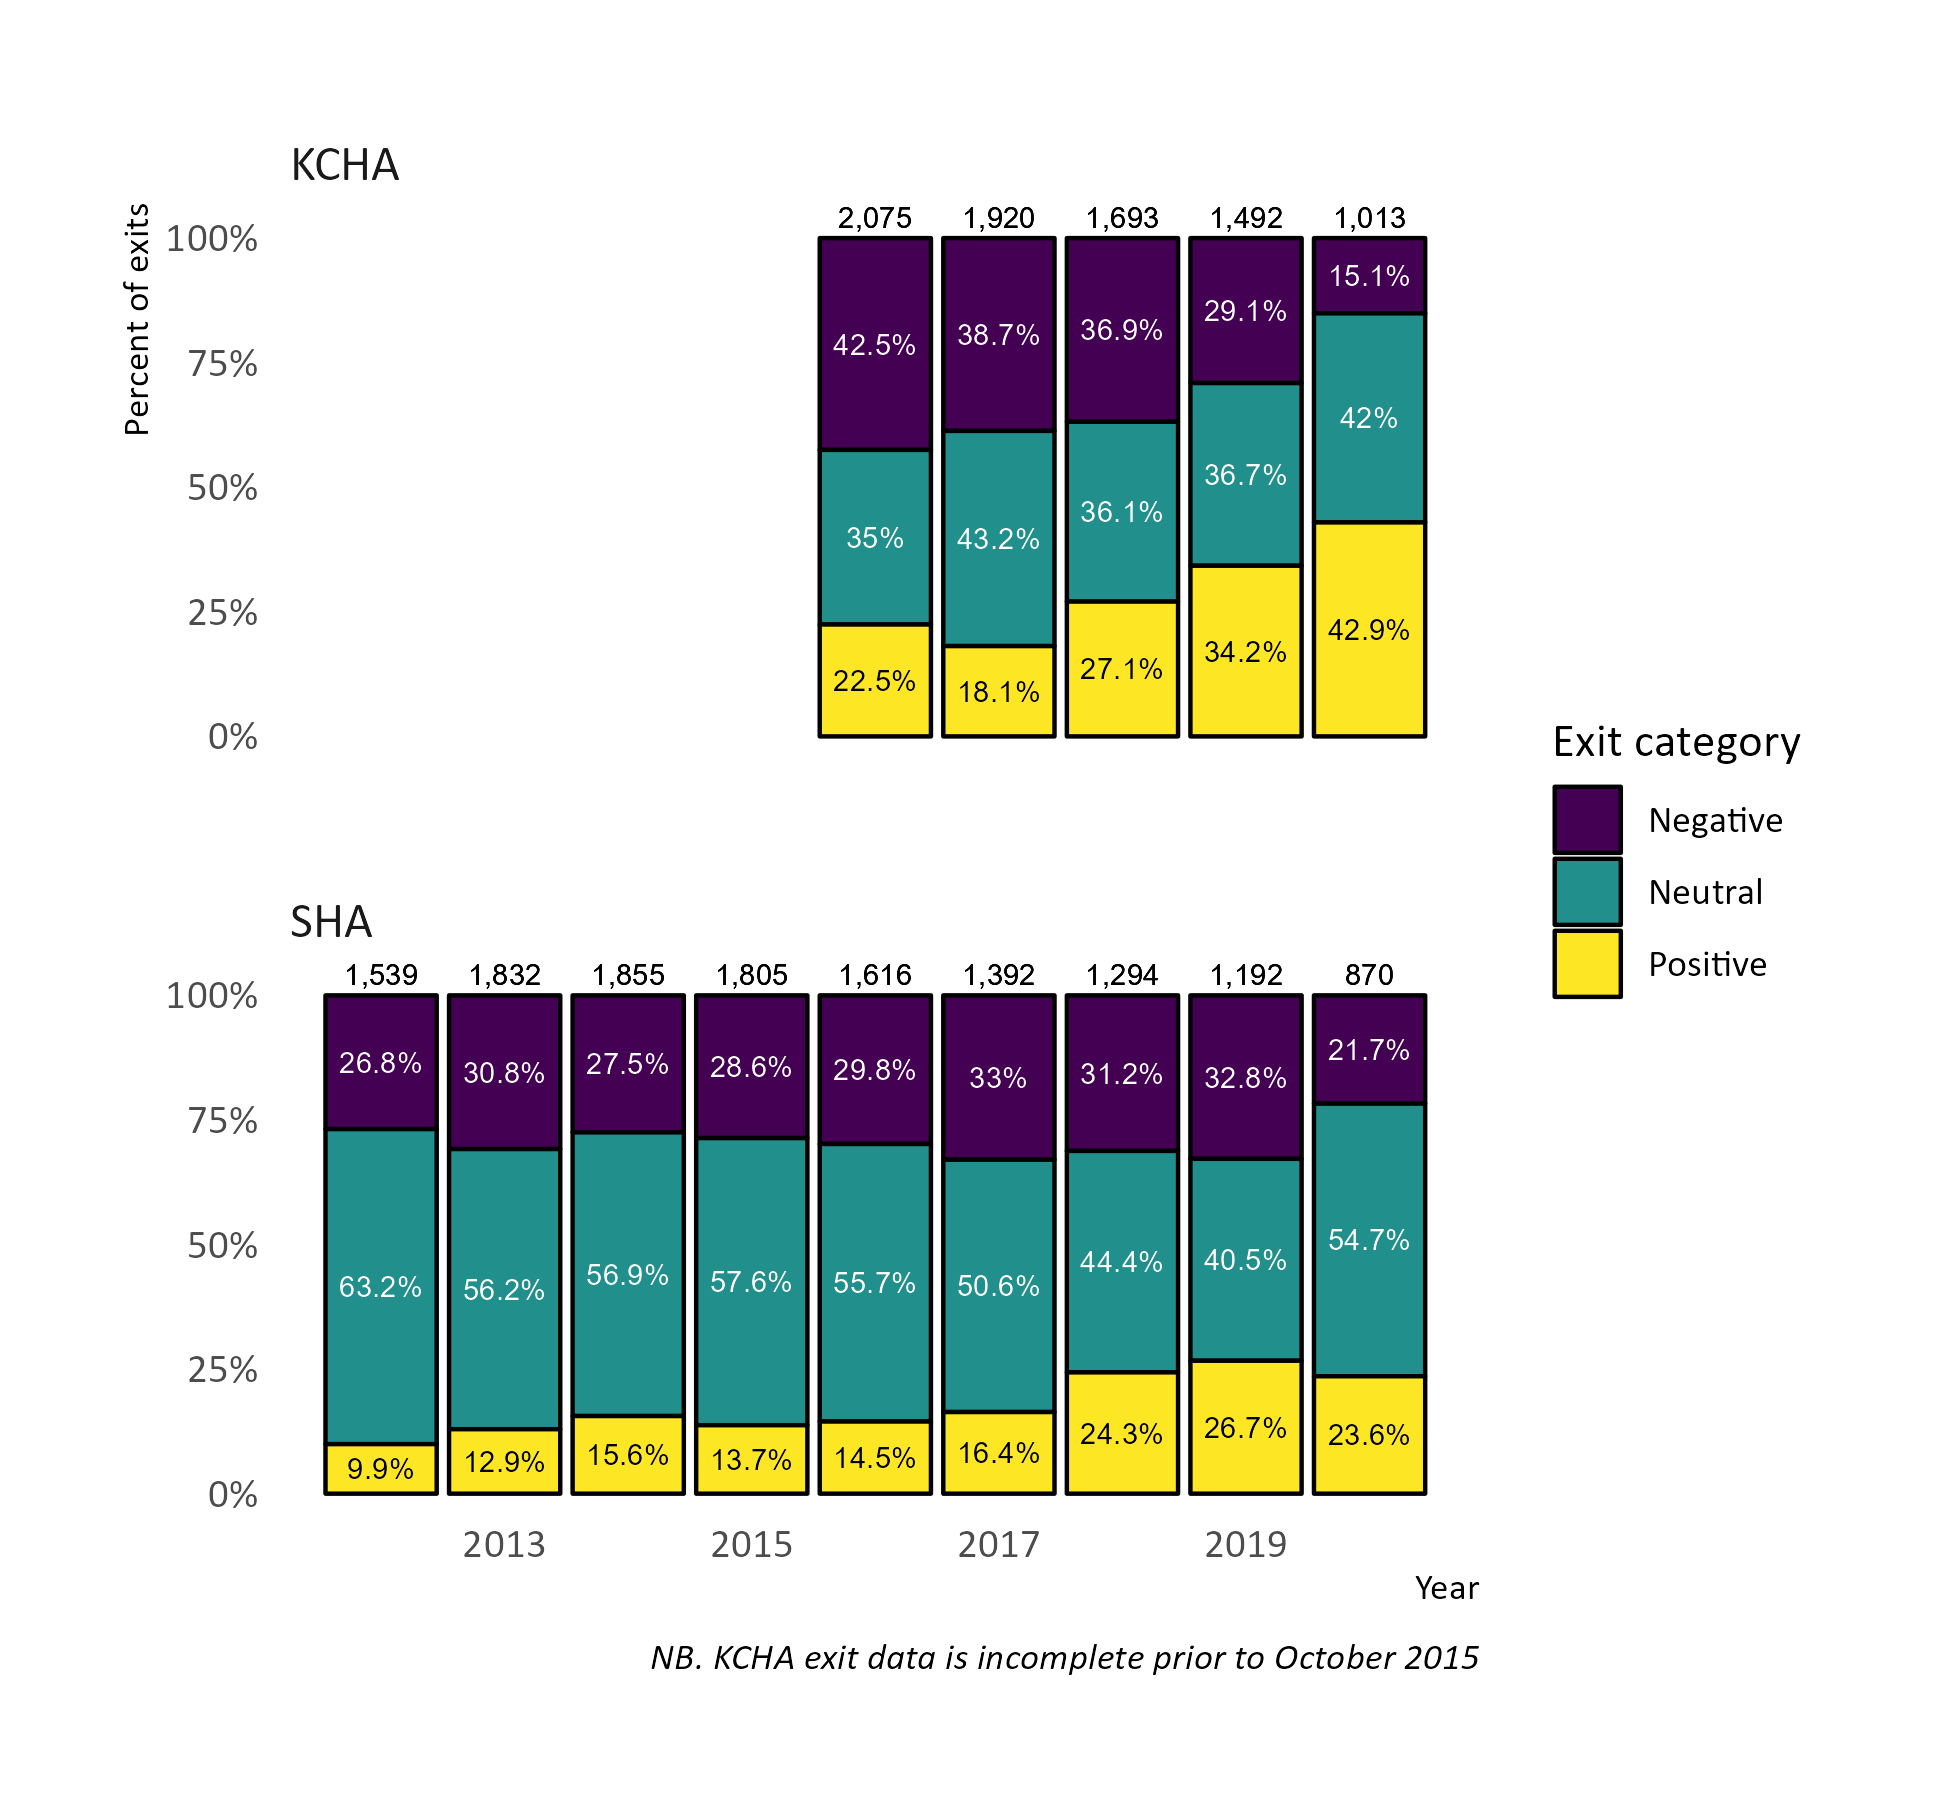 KCHA
Percent of exits
2,075 1,920 1,693 1,492 1,013
100%
75%
50%
25%
0%
42.5% 38.7% 36.9% 29.1% 15.1%
35% 43.2% 36.1% 36.7% 42%
22.5% 18.1% 27.1% 34.2% 42.9%
Exit category
Negative
Neutral
Positive
SHA
1,539 1,832 1,855 1,805 1,616 1,392 1,294 1,192 870
100%
75%
50%
25%
0%
26.8% 30.8% 27.5% 28.6% 29.8% 33% 31.2% 32.8% 21.7%
63.2% 56.2% 56.9% 57.6% 55.7% 50.6% 44.4% 40.5% 54.7%
9.9% 12.9% 15.6% 13.7% 14.5% 16.4% 24.3% 26.7% 23.6%
2013 2015 2017 2019
Year
NB. KCHA exit data is incomplete prior to October 2015